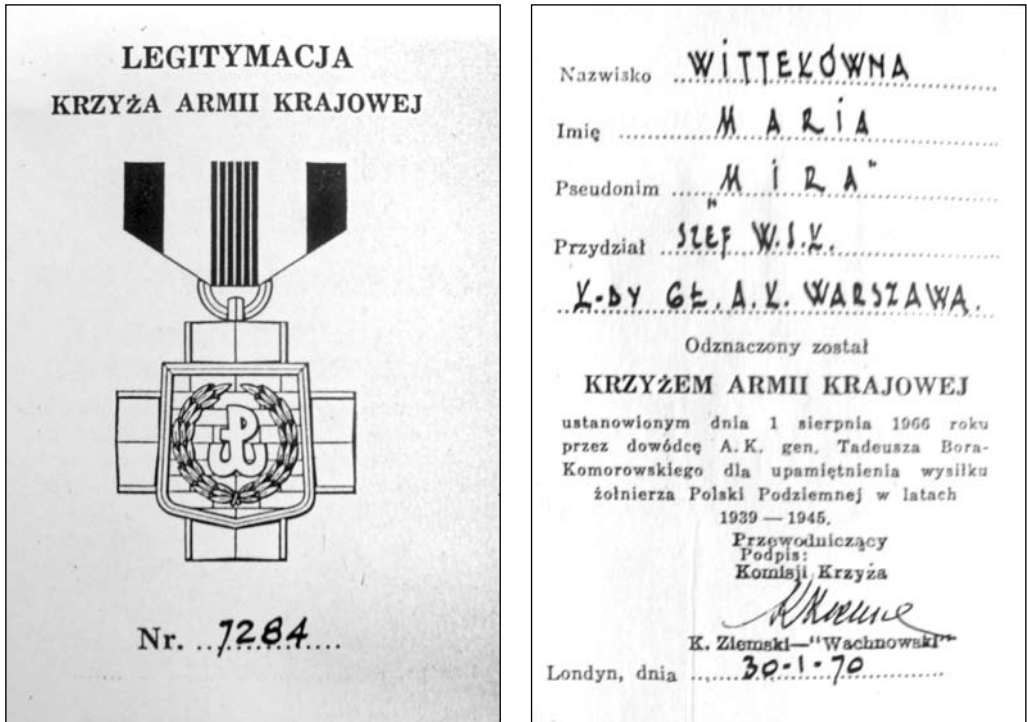 LEGITYMACJA
KRZYŻA ARMII KRAJOWEJ
Nr. 7284
Nazwisko WITTEKÓWNA
Imię MARIA
Pseudonim "MIRA"
Przydział SZEF W.S.K.
K-DY GŁ. A.K. WARSZAWA.
Odznaczony został
KRZYŻEM ARMII KRAJOWEJ
ustanowionym dnia 1 sierpnia 1966 roku
przez dowódcę A.K. gen. Tadeusza Bora-
Komorowskiego dla upamiętnienia wysiłku
żołnierza Polski Podziemnej w latach
1939 — 1945.
Przewodniczący
Podpis:
Komisji Krzyża
K. Ziemski—"Wachnowski"
Londyn, dnia 30-1-70